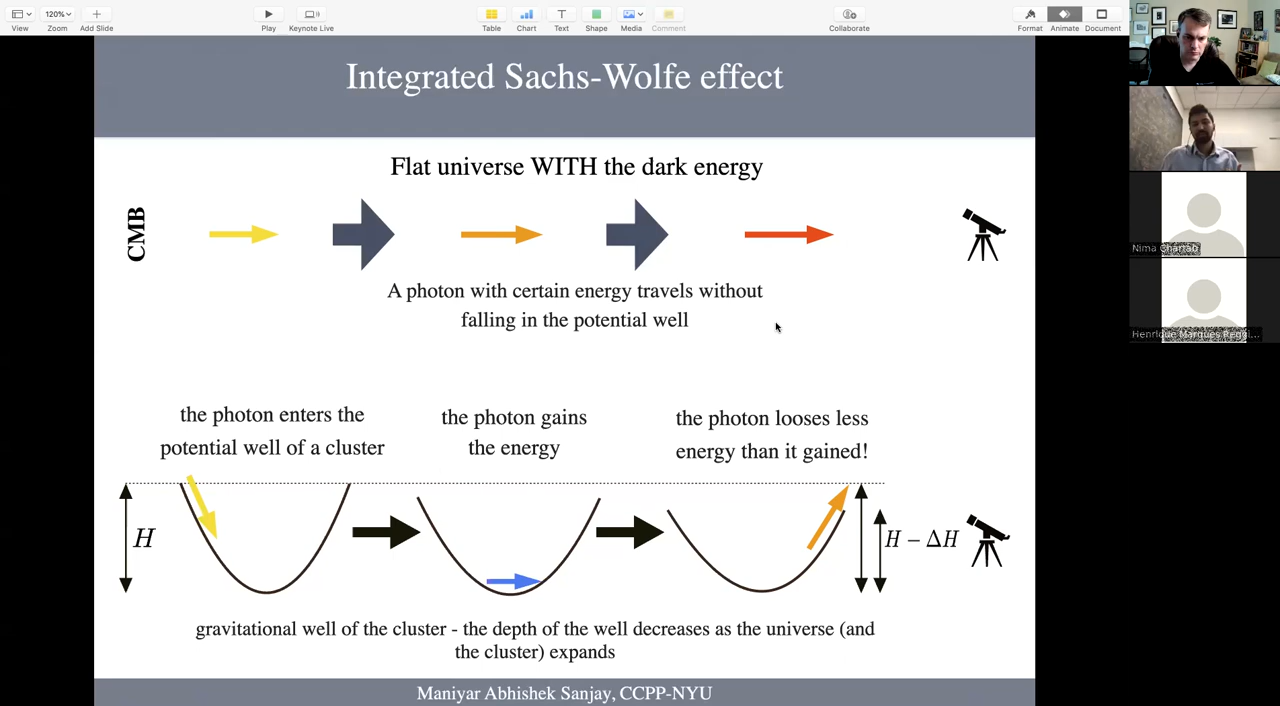 120%
View
Zoom
Add Slide
Play
Keynote Live
Table
Chart
Text
Shape
Media
Comment
Collaborate
Format
Animate
Document
Integrated Sachs-Wolfe effect
Flat universe WITH the dark energy
CMB
A photon with certain energy travels without
falling in the potential well
Nima Chartab
Henrique Marques Reggi...
the photon enters the
potential well of a cluster
the photon gains
the energy
the photon looses less
energy than it gained!
H
H − ΔH
gravitational well of the cluster - the depth of the well decreases as the universe (and
the cluster) expands
Maniyar Abhishek Sanjay, CCPP-NYU